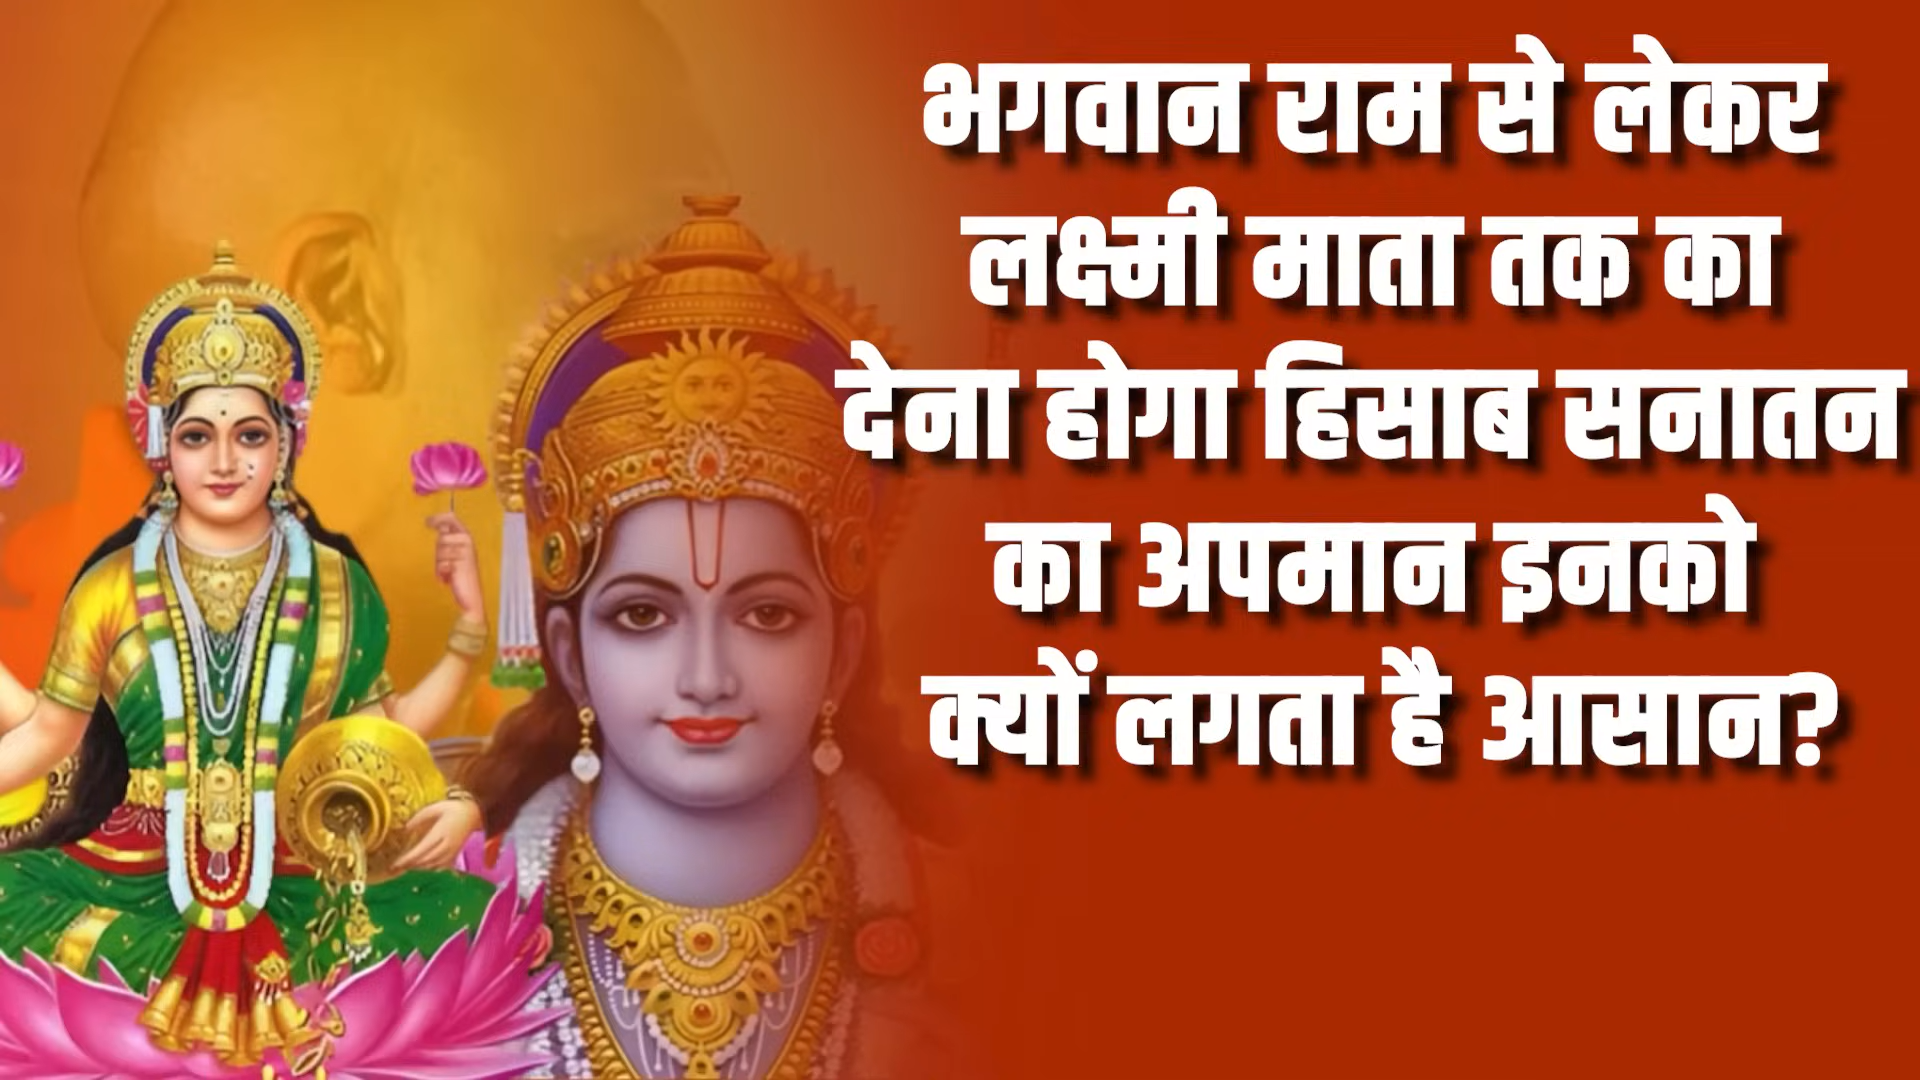 भगवान राम से लेकर
लक्ष्मी माता तक का
देना होगा हिसाब सनातन
का अपमान इनको
क्यों लगता है आसान?